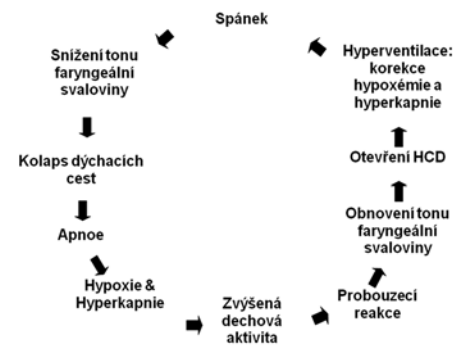 Spánek
Snížení tonu
faryngeální
svaloviny
Kolaps dýchacích
cest
Apnoe
Hypoxie &
Hyperkapnie
Zvýšená
dechová
aktivita
Probouzecí
reakce
Obnovení tonu
faryngeální
svaloviny
Otevření HCD
Hyperventilace:
korekce
hypoxémie a
hyperkapnie